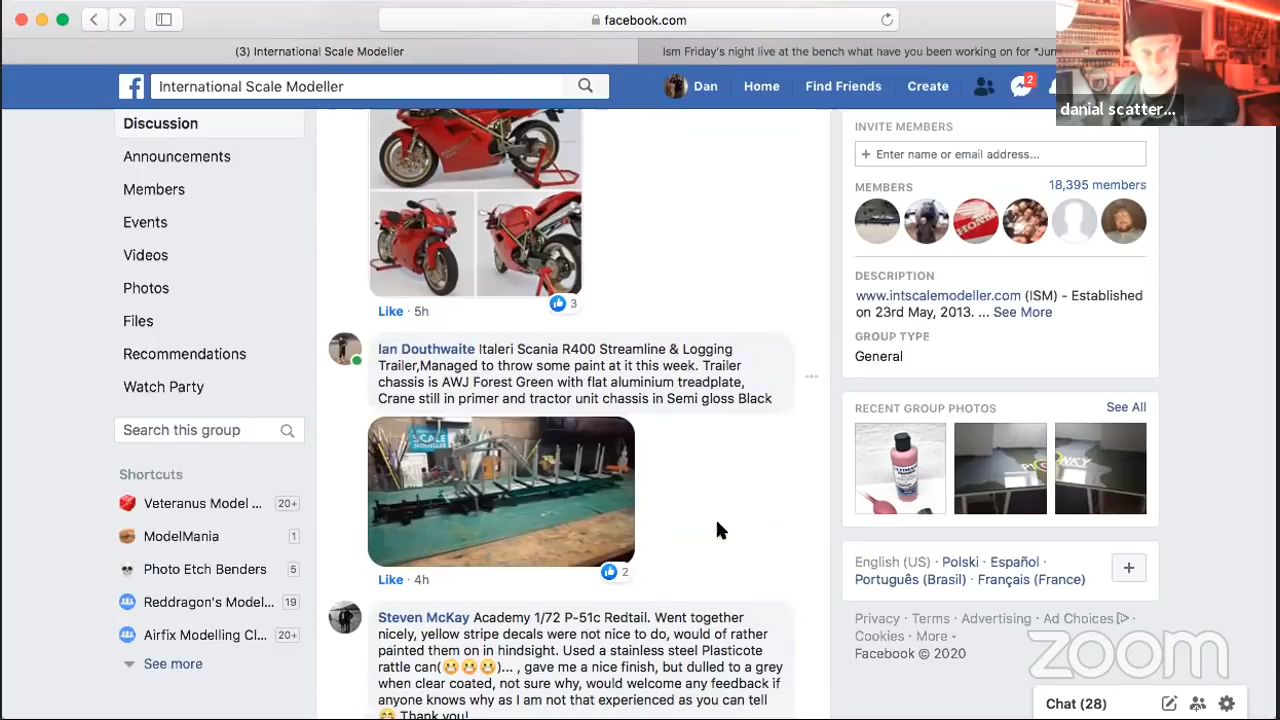 facebook.com
(3) International Scale Modeller
Ism Friday's night live at the bench what have you been working on for *Jun
International Scale Modeller
Dan
Home
Find Friends
Create
2
danial scatter...
Discussion
Announcements
Members
Events
Videos
Photos
Files
Recommendations
Watch Party
Search this group
Shortcuts
Veteranus Model ...
20+
ModelMania
1
Photo Etch Benders
5
Reddragon's Model...
19
Airfix Modelling Cl...
20+
See more
3
Like · 5h
Ian Douthwaite Italeri Scania R400 Streamline & Logging
Trailer,Managed to throw some paint at it this week. Trailer
chassis is AWJ Forest Green with flat aluminium treadplate,
Crane still in primer and tractor unit chassis in Semi gloss Black
SCALE
2
Like · 4h
Steven McKay Academy 1/72 P-51c Redtail. Went together
nicely, yellow stripe decals were not nice to do, would of rather
painted them on in hindsight. Used a stainless steel Plasticote
rattle can(😬😬😬)... , gave me a nice finish, but dulled to a grey
when clear coated, not sure why, would welcome any feedback if
anyone knows why as I am not that experienced as you can tell
😁 Thank you!
INVITE MEMBERS
+ Enter name or email address...
MEMBERS
18,395 members
HONDA
DESCRIPTION
www.intscalemodeller.com (ISM) - Established
on 23rd May, 2013. ... See More
GROUP TYPE
General
RECENT GROUP PHOTOS
See All
English (US) · Polski · Español ·
Português (Brasil) · Français (France)
+
Privacy · Terms · Advertising · Ad Choices ·
Cookies · More
Facebook © 2020
zoom
Chat (28)